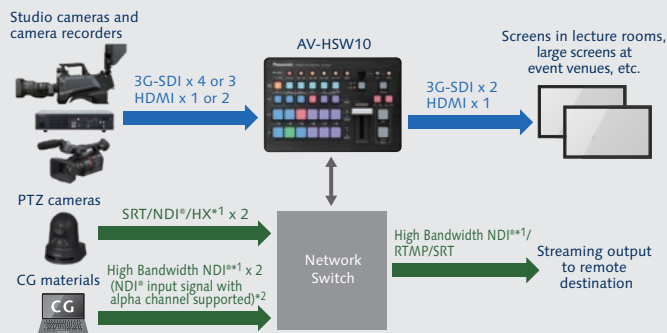 Studio cameras and
camera recorders
AV-HSW10
Screens in lecture rooms,
large screens at
event venues, etc.
3G-SDI x 4 or 3
HDMI x 1 or 2
Panasonic
3G-SDI x 2
HDMI x 1
PTZ cameras
SRT/NDI®/HX*1 x 2
Network
Switch
High Bandwidth NDI®*1/
RTMP/SRT
Streaming output
to remote
destination
CG materials
CG
High Bandwidth NDI®*1 x 2
(NDI® input signal with
alpha channel supported)*2